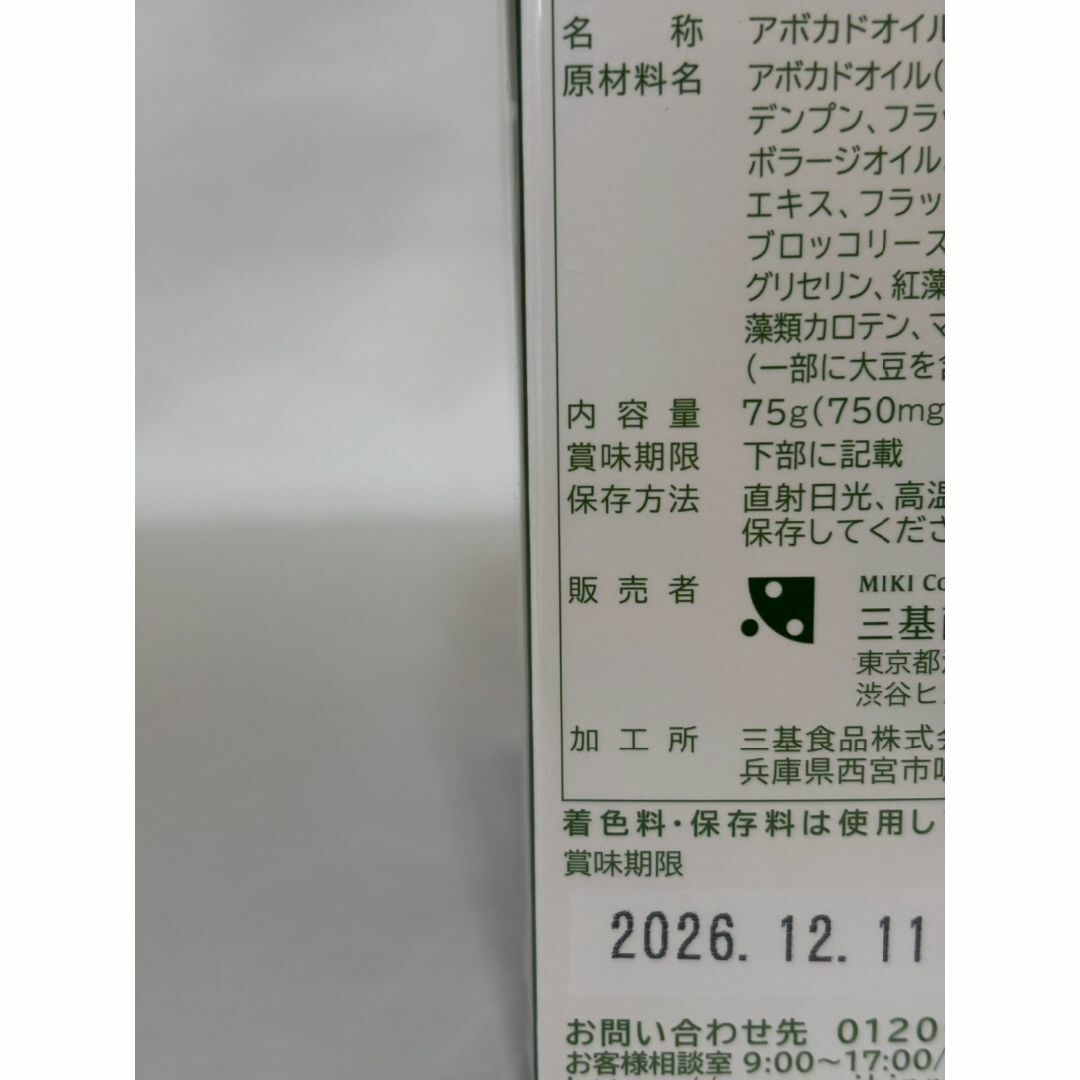 名称 アボカドオイル
原材料名 アボカドオイル(
デンプン、フラッ
ボラージオイル、
エキス、フラッ
ブロッコリース
グリセリン、紅藻
藻類カロテン、マ
(一部に大豆を含
内容量 75g(750mg
賞味期限 下部に記載
保存方法 直射日光、高温
保存してくださ
販売者 MIKI Co
三基商
東京都渋
渋谷ヒ
加工所 三基食品株式会
兵庫県西宮市
着色料・保存料は使用し
賞味期限
2026.12.11
お問い合わせ先 0120
お客様相談室 9:00〜17:00/